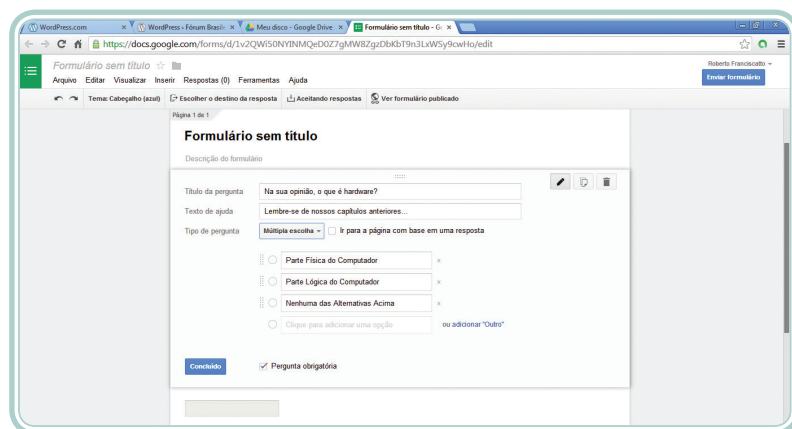 WordPress.com
WordPress › Fórum Brasile
Meu disco - Google Drive
Formulário sem título - Go
https://docs.google.com/forms/d/1v2QWi50NYINMQeD0Z7gMW8ZgzDbKbT9n3LxWSy9cwHo/edit
Formulário sem título
Roberta Franciscatto
Arquivo Editar Visualizar Inserir Respostas (0) Ferramentas Ajuda
Enviar formulário
Tema: Cabeçalho (azul) Escolher o destino da resposta Aceitando respostas Ver formulário publicado
Página 1 de 1
Formulário sem título
Descrição do formulário
Título da pergunta Na sua opinião, o que é hardware?
Texto de ajuda Lembre-se de nossos capítulos anteriores...
Tipo de pergunta Múltipla escolha Ir para a página com base em uma resposta
Parte Física do Computador
Parte Lógica do Computador
Nenhuma das Alternativas Acima
Clique para adicionar uma opção ou adicionar "Outro"
Concluído Pergunta obrigatória